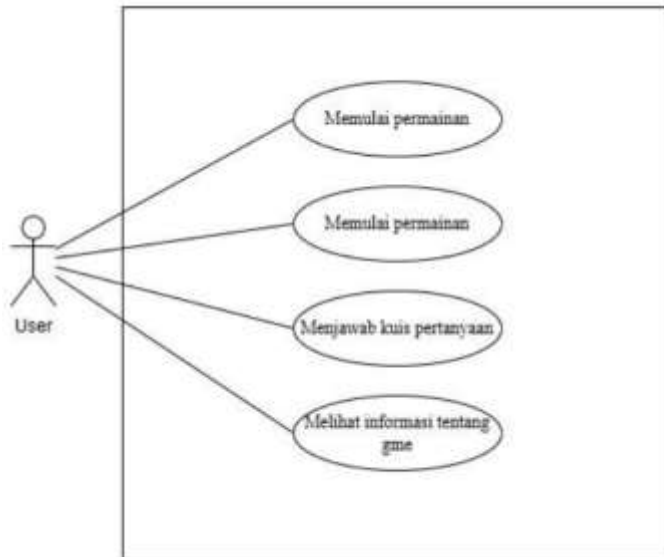 Memulai permainan
Memulai permainan
User
Menjawab kuis pertanyaan
Melihat informasi tentang
gme